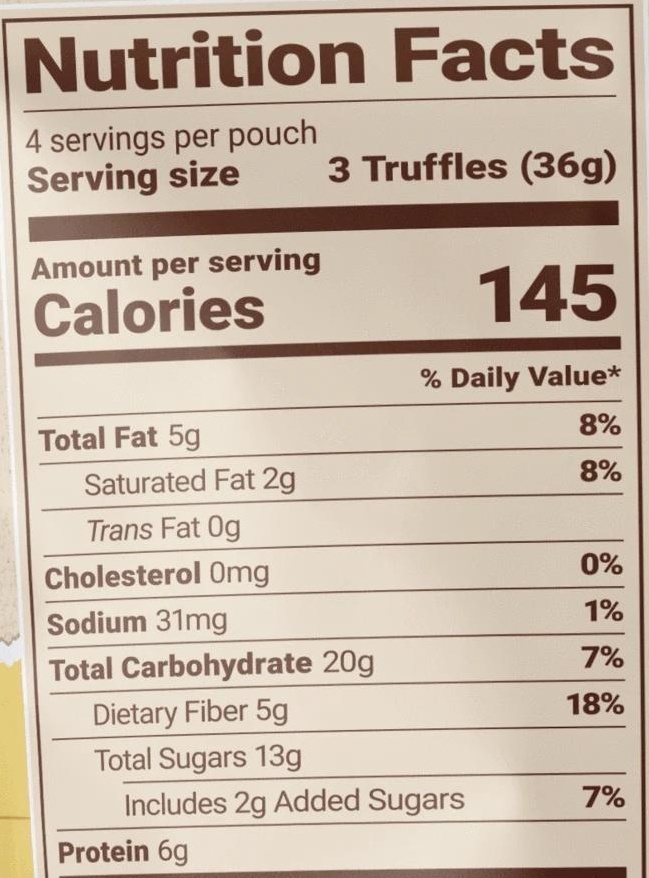 Nutrition Facts
4 servings per pouch
Serving size 3 Truffles (36g)
Amount per serving
Calories 145
% Daily Value*
Total Fat 5g 8%
Saturated Fat 2g 8%
Trans Fat 0g
Cholesterol 0mg 0%
Sodium 31mg 1%
Total Carbohydrate 20g 7%
Dietary Fiber 5g 18%
Total Sugars 13g
Includes 2g Added Sugars 7%
Protein 6g